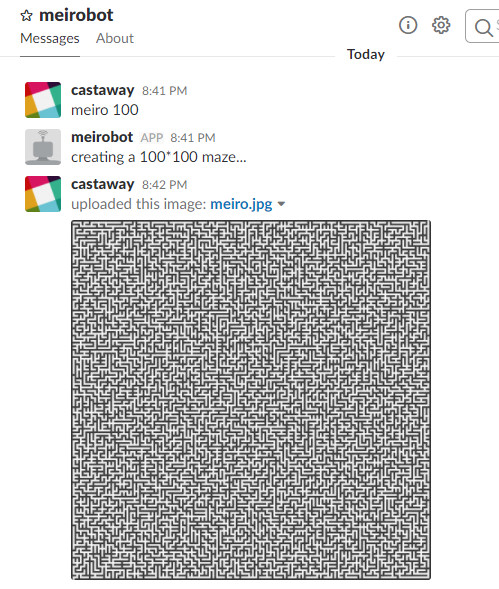 meirobot
Messages About
Today
castaway 8:41 PM
meiro 100
meirobot APP 8:41 PM
creating a 100*100 maze...
castaway 8:42 PM
uploaded this image: meiro.jpg